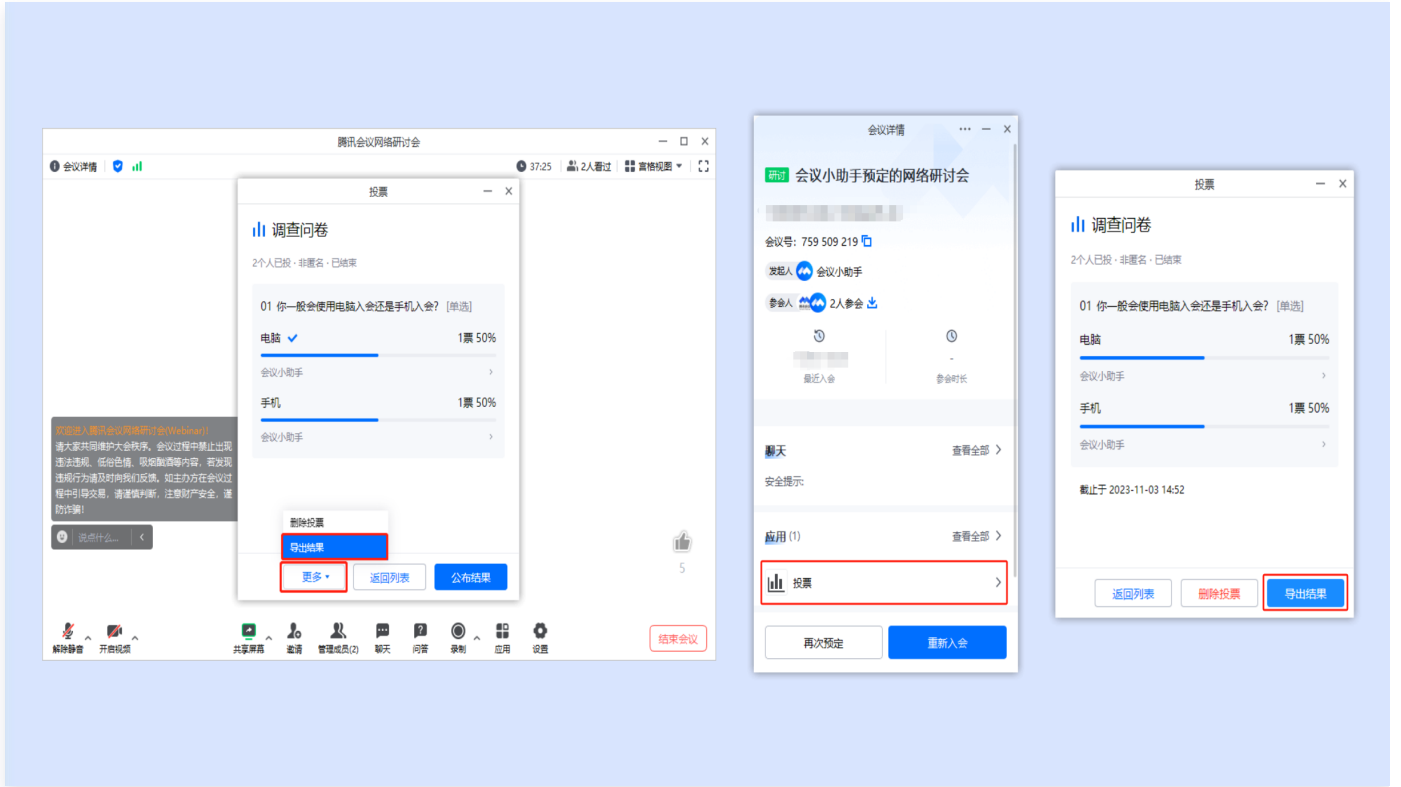 腾讯会议网络研讨会
会议详情
37:25 2人看过 宫格视图
投票
调查问卷
2个人已投 · 非匿名 · 已结束
01 你一般会使用电脑入会还是手机入会? [单选]
电脑 1票 50%
会议小助手
手机 1票 50%
会议小助手
欢迎进入腾讯会议网络研讨会(Webinar)!
请大家共同维护大会秩序。会议过程中禁止出现
违法违规、低俗色情、吸烟酗酒等内容，若发现
违规行为请及时向我们反馈。如主办方在会议过
程中引导交易，请谨慎判断，注意财产安全，谨
防诈骗!
说点什么...
删除投票
导出结果
更多 返回列表 公布结果
5
解除静音 开启视频 共享屏幕 邀请 管理成员(2) 聊天 问答 录制 应用 设置 结束会议
会议详情
研讨 会议小助手预定的网络研讨会
会议号: 759 509 219
发起人 会议小助手
参会人 2人参会
-
最近入会 参会时长
聊天 查看全部
安全提示:
应用 (1) 查看全部
投票
再次预定 重新入会
投票
调查问卷
2个人已投 · 非匿名 · 已结束
01 你一般会使用电脑入会还是手机入会? [单选]
电脑 1票 50%
会议小助手
手机 1票 50%
会议小助手
截止于 2023-11-03 14:52
返回列表 删除投票 导出结果